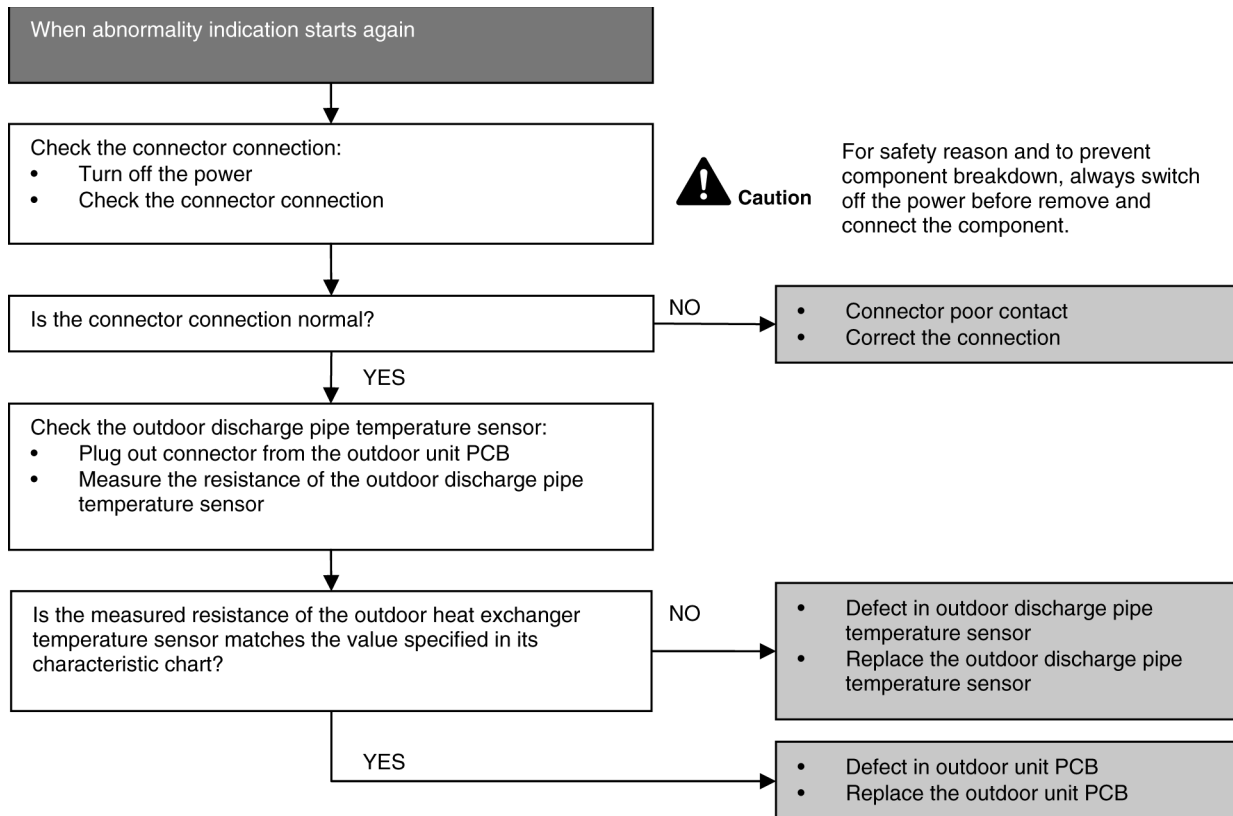 When abnormality indication starts again
Check the connector connection:
• Turn off the power
• Check the connector connection
Caution
For safety reason and to prevent
component breakdown, always switch
off the power before remove and
connect the component.
Is the connector connection normal?
NO
• Connector poor contact
• Correct the connection
YES
Check the outdoor discharge pipe temperature sensor:
• Plug out connector from the outdoor unit PCB
• Measure the resistance of the outdoor discharge pipe
temperature sensor
Is the measured resistance of the outdoor heat exchanger
temperature sensor matches the value specified in its
characteristic chart?
NO
• Defect in outdoor discharge pipe
temperature sensor
• Replace the outdoor discharge pipe
temperature sensor
YES
• Defect in outdoor unit PCB
• Replace the outdoor unit PCB